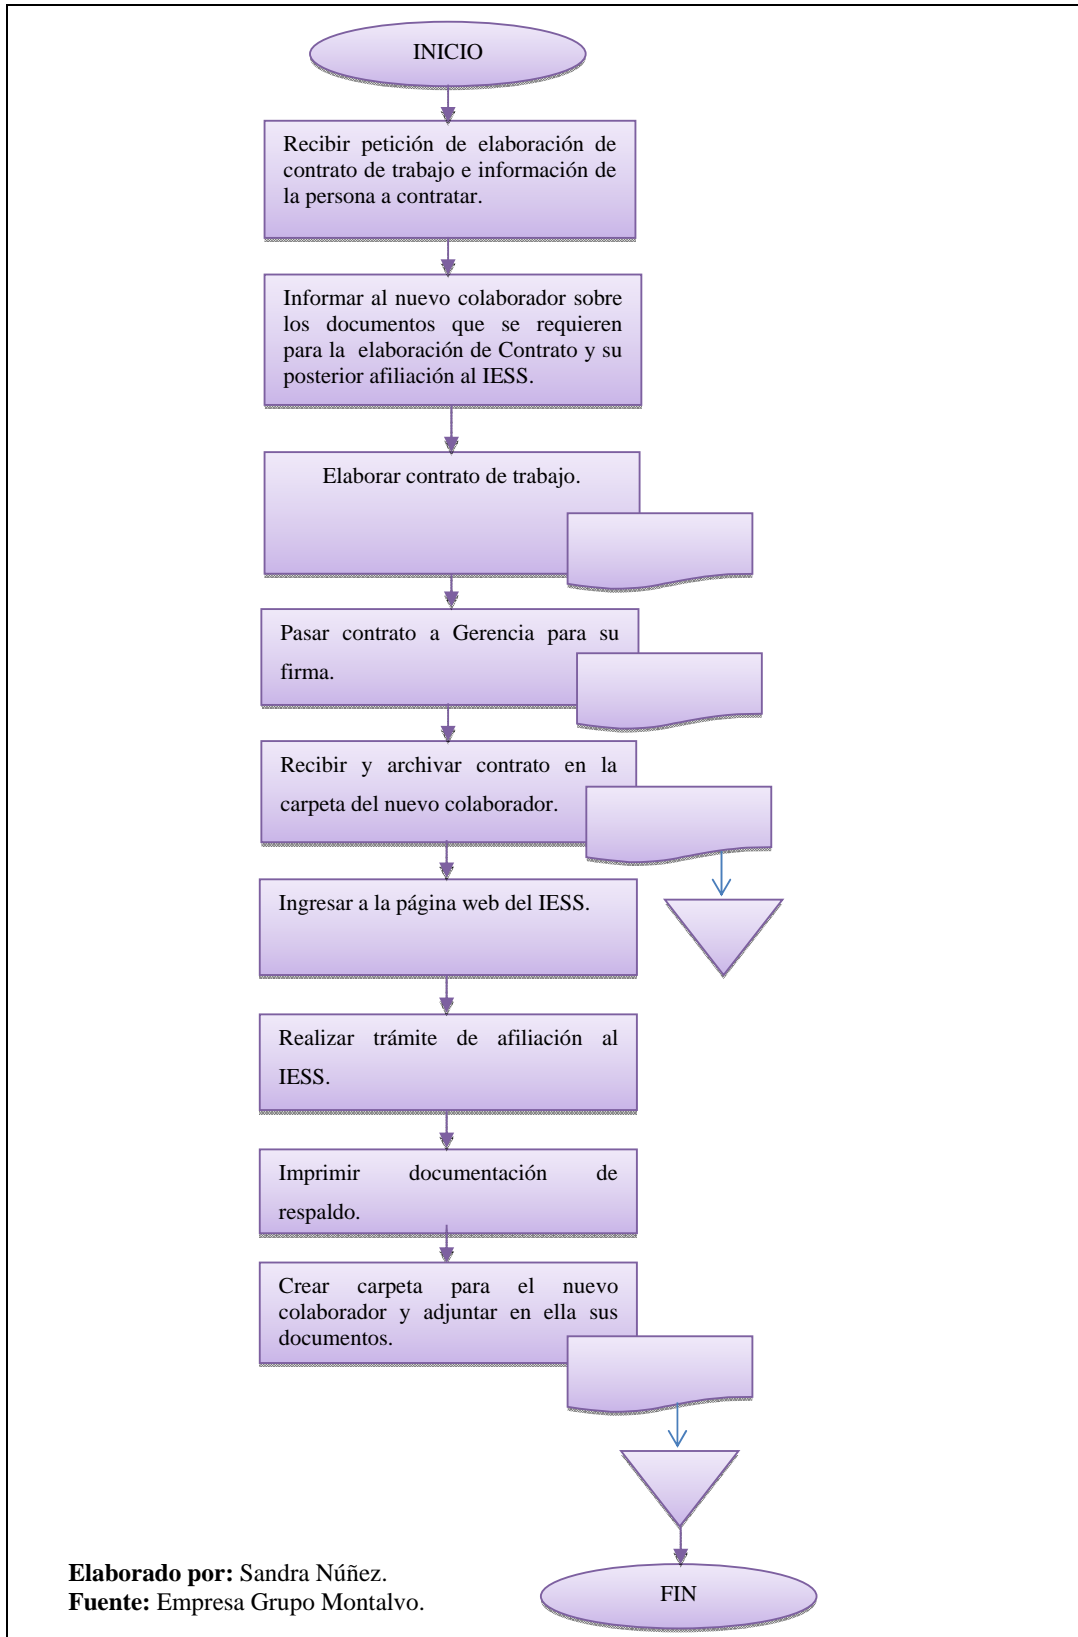 INICIO
Recibir petición de elaboración de
contrato de trabajo e información de
la persona a contratar.
Informar al nuevo colaborador sobre
los documentos que se requieren
para la elaboración de Contrato y su
posterior afiliación al IESS.
Elaborar contrato de trabajo.
Pasar contrato a Gerencia para su
firma.
Recibir y archivar contrato en la
carpeta del nuevo colaborador.
Ingresar a la página web del IESS.
Realizar trámite de afiliación al
IESS.
Imprimir documentación de
respaldo.
Crear carpeta para el nuevo
colaborador y adjuntar en ella sus
documentos.
Elaborado por: Sandra Núñez.
Fuente: Empresa Grupo Montalvo.
FIN